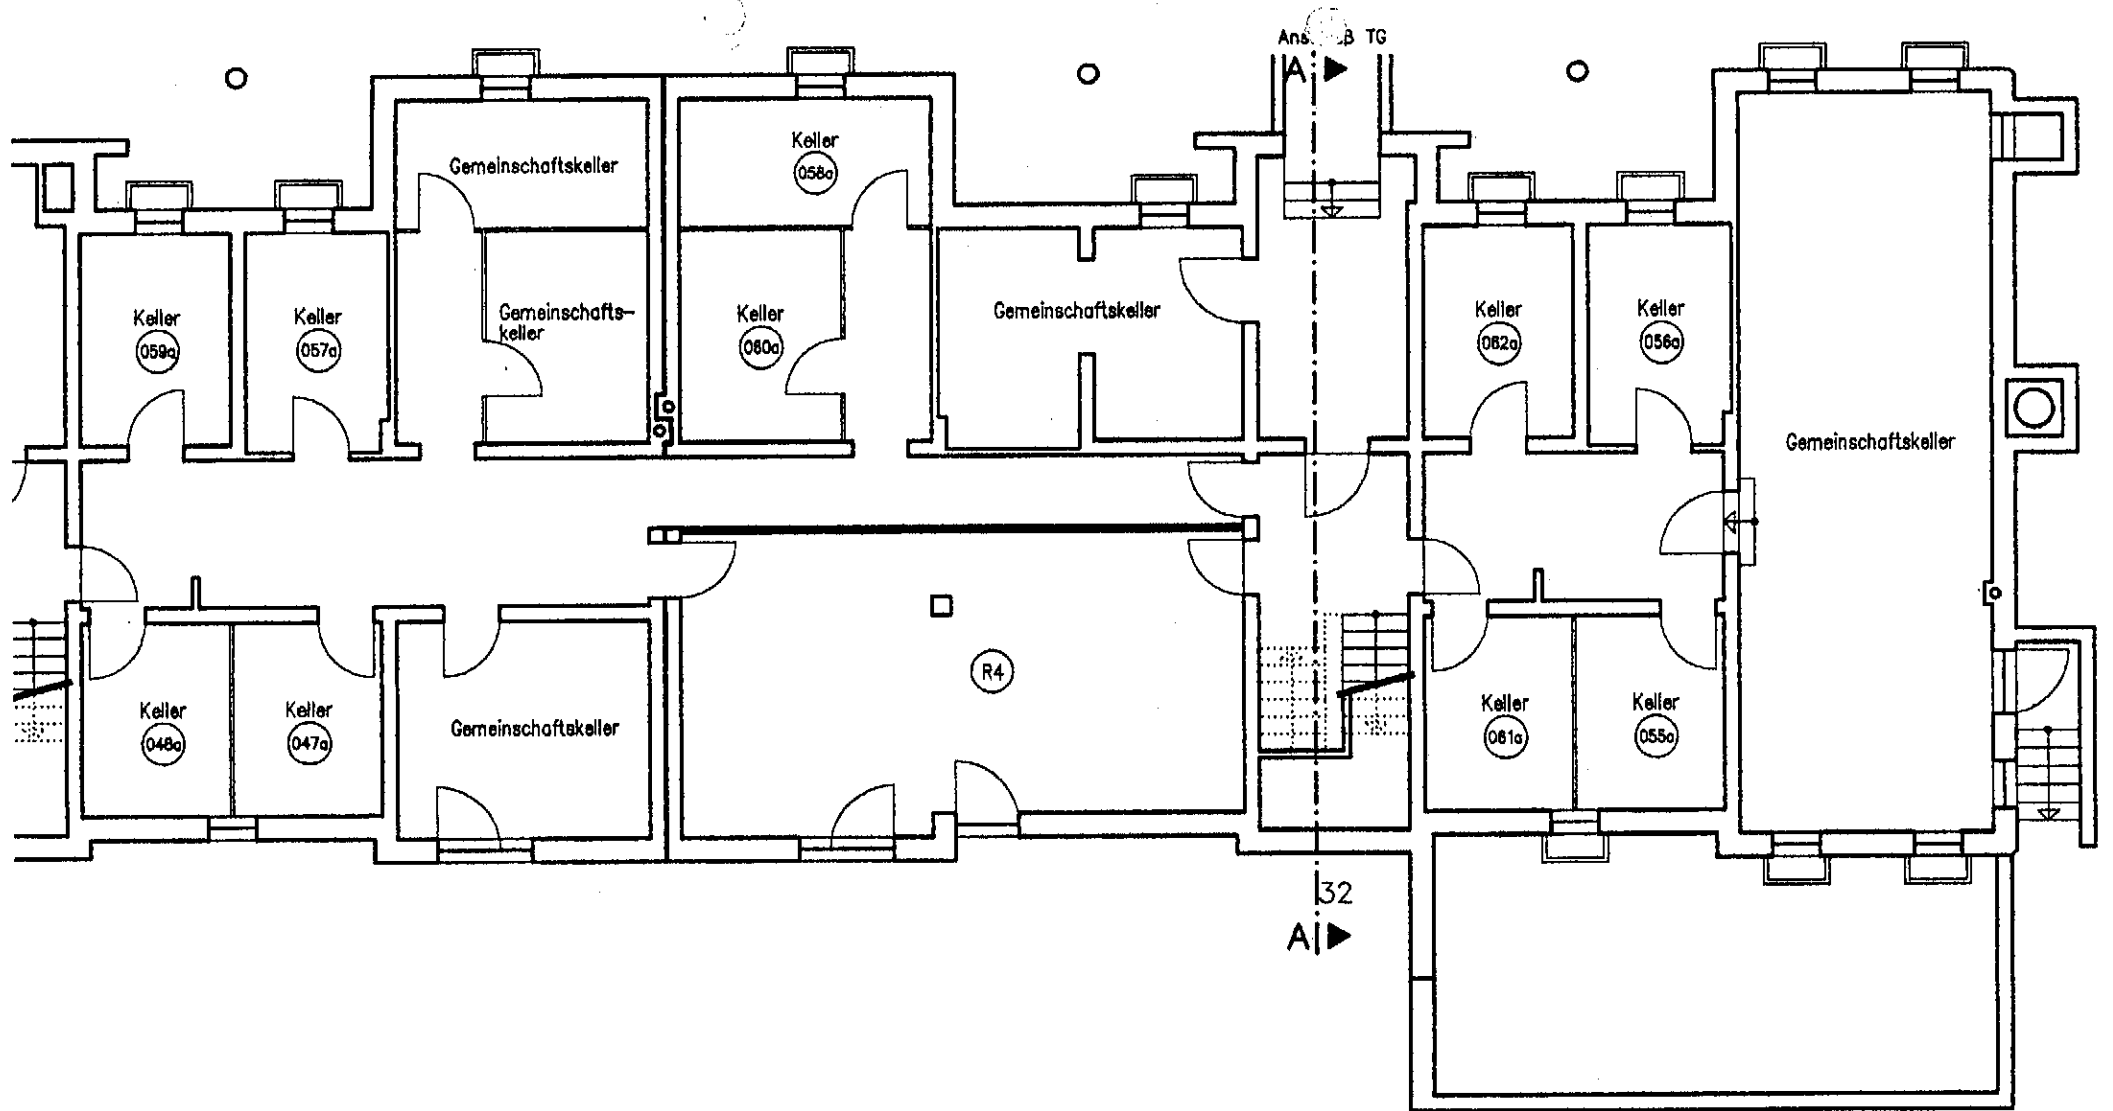 TG
A
Keller
058a
Gemeinschaftskeller
Keller
059a
Keller
057a
Gemeinschafts-
keller
Keller
060a
Gemeinschaftskeller
Keller
062a
Keller
056a
Gemeinschaftskeller
R4
Keller
047a
Keller
Gemeinschaftskeller
Keller
061a
Keller
055a
32
A